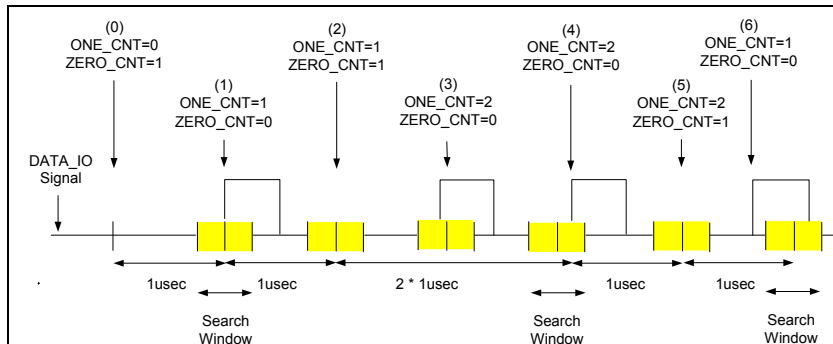 (0)
ONE_CNT=0
ZERO_CNT=1
(2)
ONE_CNT=1
ZERO_CNT=1
(4)
ONE_CNT=2
ZERO_CNT=0
(6)
ONE_CNT=1
ZERO_CNT=0
(1)
ONE_CNT=1
ZERO_CNT=0
(3)
ONE_CNT=2
ZERO_CNT=0
(5)
ONE_CNT=2
ZERO_CNT=1
DATA_IO
Signal
1usec
1usec
2 * 1usec
1usec
1usec
Search
Window
Search
Window
Search
Window